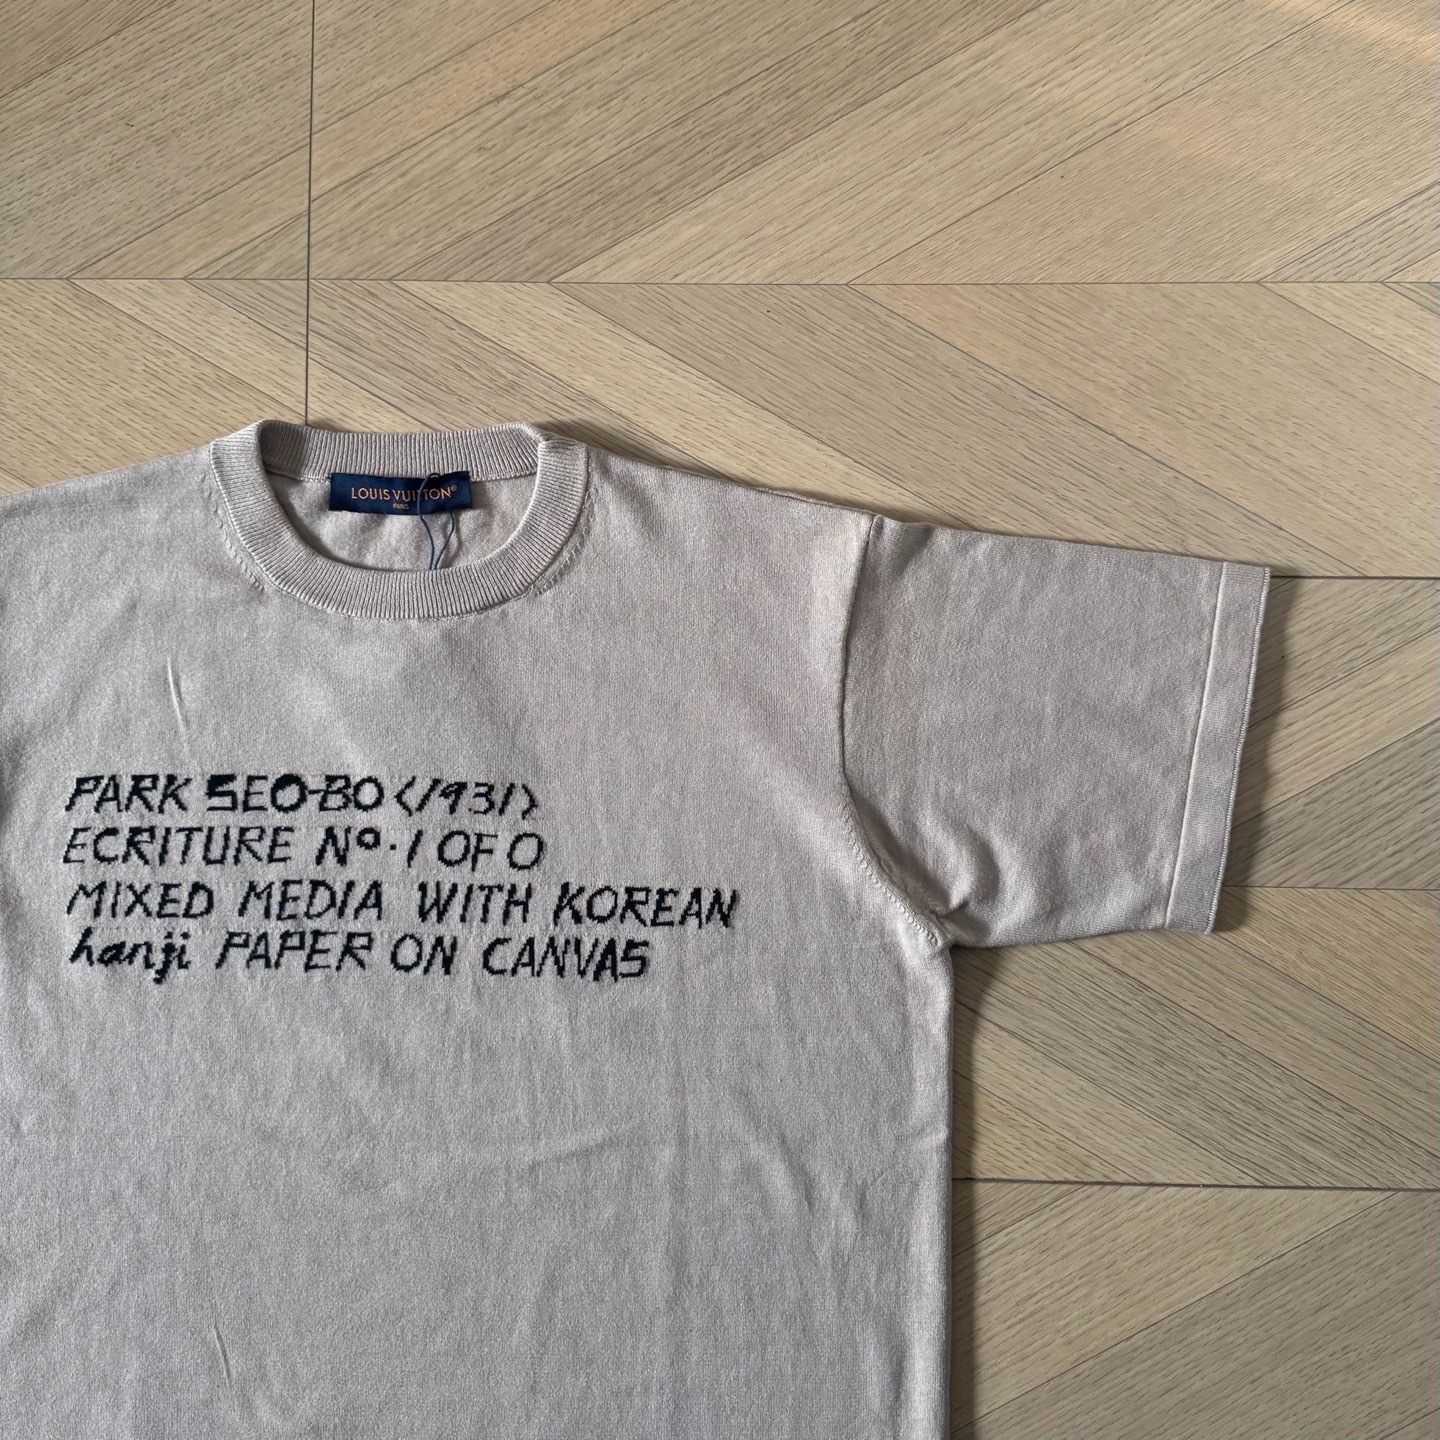 LOUIS VUITTON®
PARIS
PARK SEO-BO <1931>
ECRITURE Nº.1 OF 0
MIXED MEDIA WITH KOREAN
hanji PAPER ON CANVAS